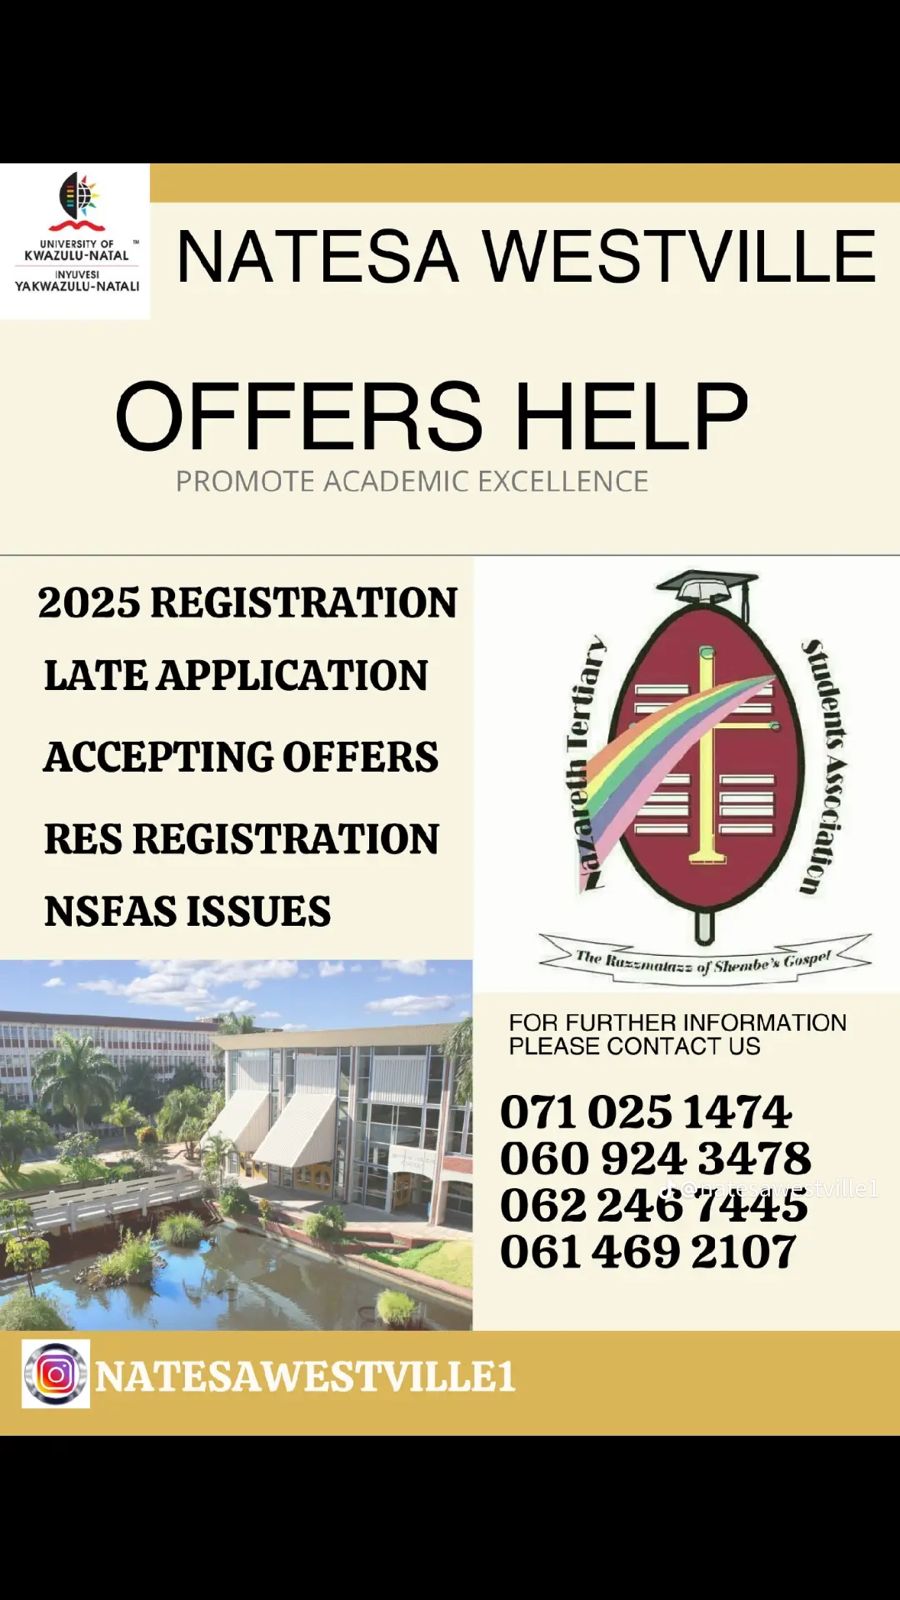 UNIVERSITY OF
KWAZULU-NATAL
™
INYUVESI
YAKWAZULU-NATALI
NATESA WESTVILLE
OFFERS HELP
PROMOTE ACADEMIC EXCELLENCE
2025 REGISTRATION
LATE APPLICATION
ACCEPTING OFFERS
RES REGISTRATION
NSFAS ISSUES
Nazareth Tertiary
Students Association
The Razzmatazz of Shembe's Gospel
FOR FURTHER INFORMATION
PLEASE CONTACT US
071 025 1474
060 924 3478
@natesawestville1
062 246 7445
061 469 2107
NATESAWESTVILLE1